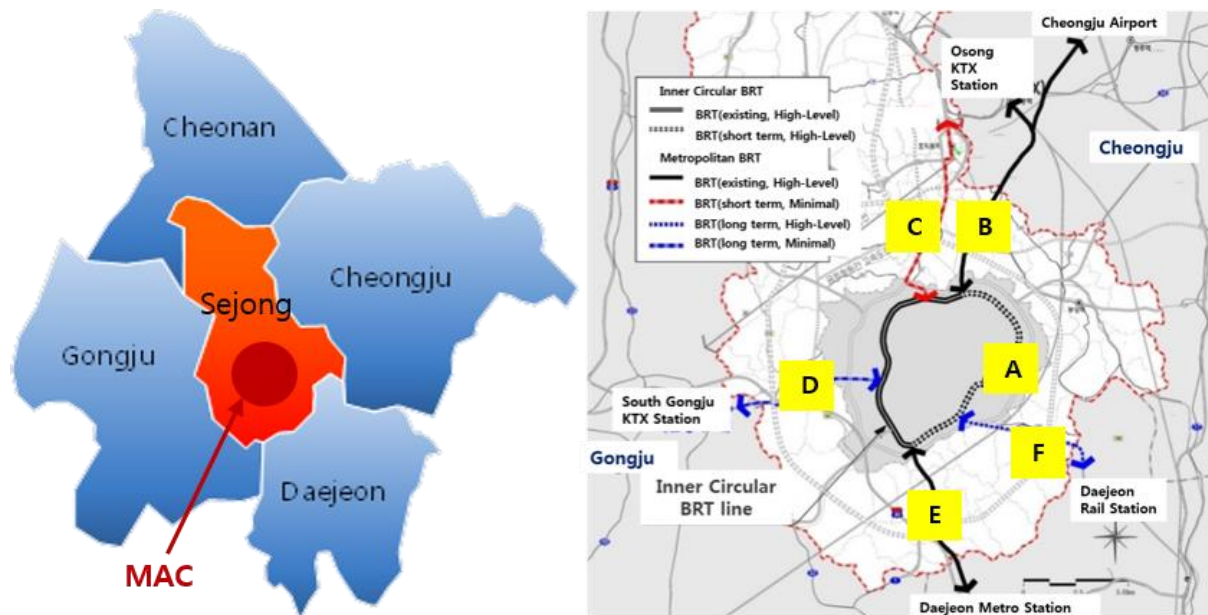 Cheonan
Sejong
Cheongju
Gongju
Daejeon
MAC
Cheongju Airport
Osong
KTX
Station
Inner Circular BRT
BRT(existing, High-Level)
BRT(short term, High-Level)
Metropolitan BRT
BRT(existing, High-Level)
BRT(short term, Minimal)
BRT(long term, High-Level)
BRT(long term, Minimal)
Cheongju
C
B
A
D
South Gongju
KTX Station
Gongju
Inner Circular
BRT line
F
E
Daejeon
Rail Station
Daejeon Metro Station